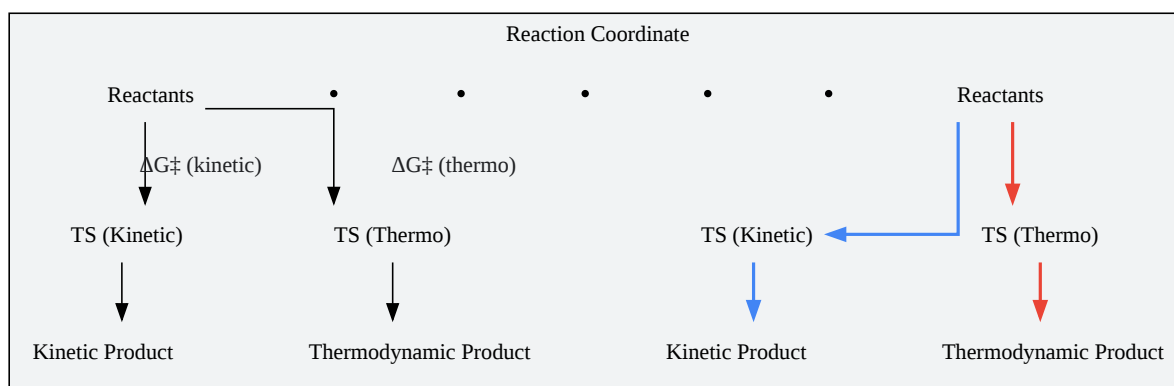 Reaction Coordinate
Reactants Reactants
ΔG‡ (kinetic) ΔG‡ (thermo)
TS (Kinetic) TS (Thermo) TS (Kinetic) TS (Thermo)
Kinetic Product Thermodynamic Product Kinetic Product Thermodynamic Product